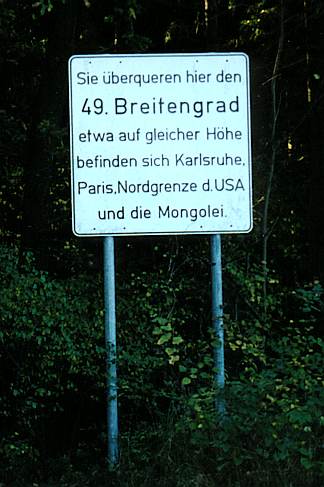 Sie überqueren hier den
49. Breitengrad
etwa auf gleicher Höhe
befinden sich Karlsruhe,
Paris, Nordgrenze d. USA
und die Mongolei.